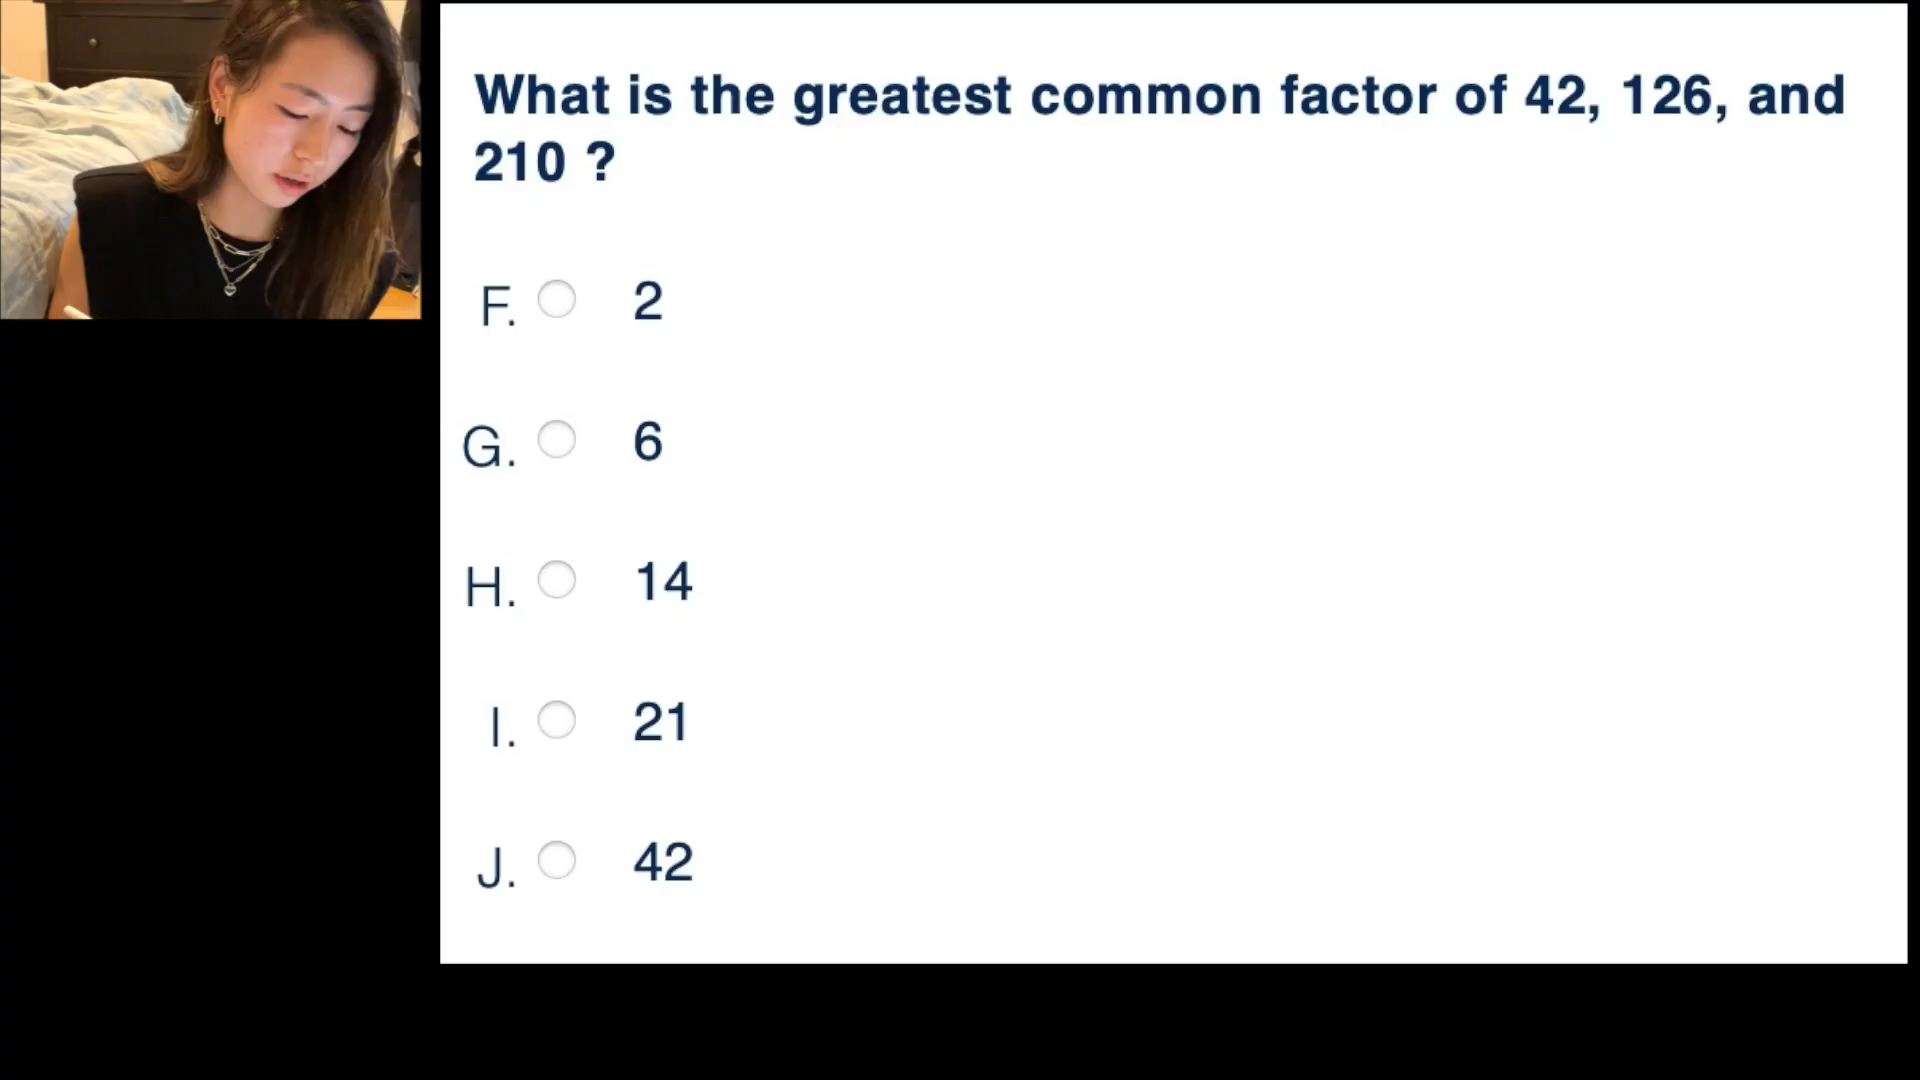 What is the greatest common factor of 42, 126, and
210 ?
F. 2
G. 6
H. 14
I. 21
J. 42